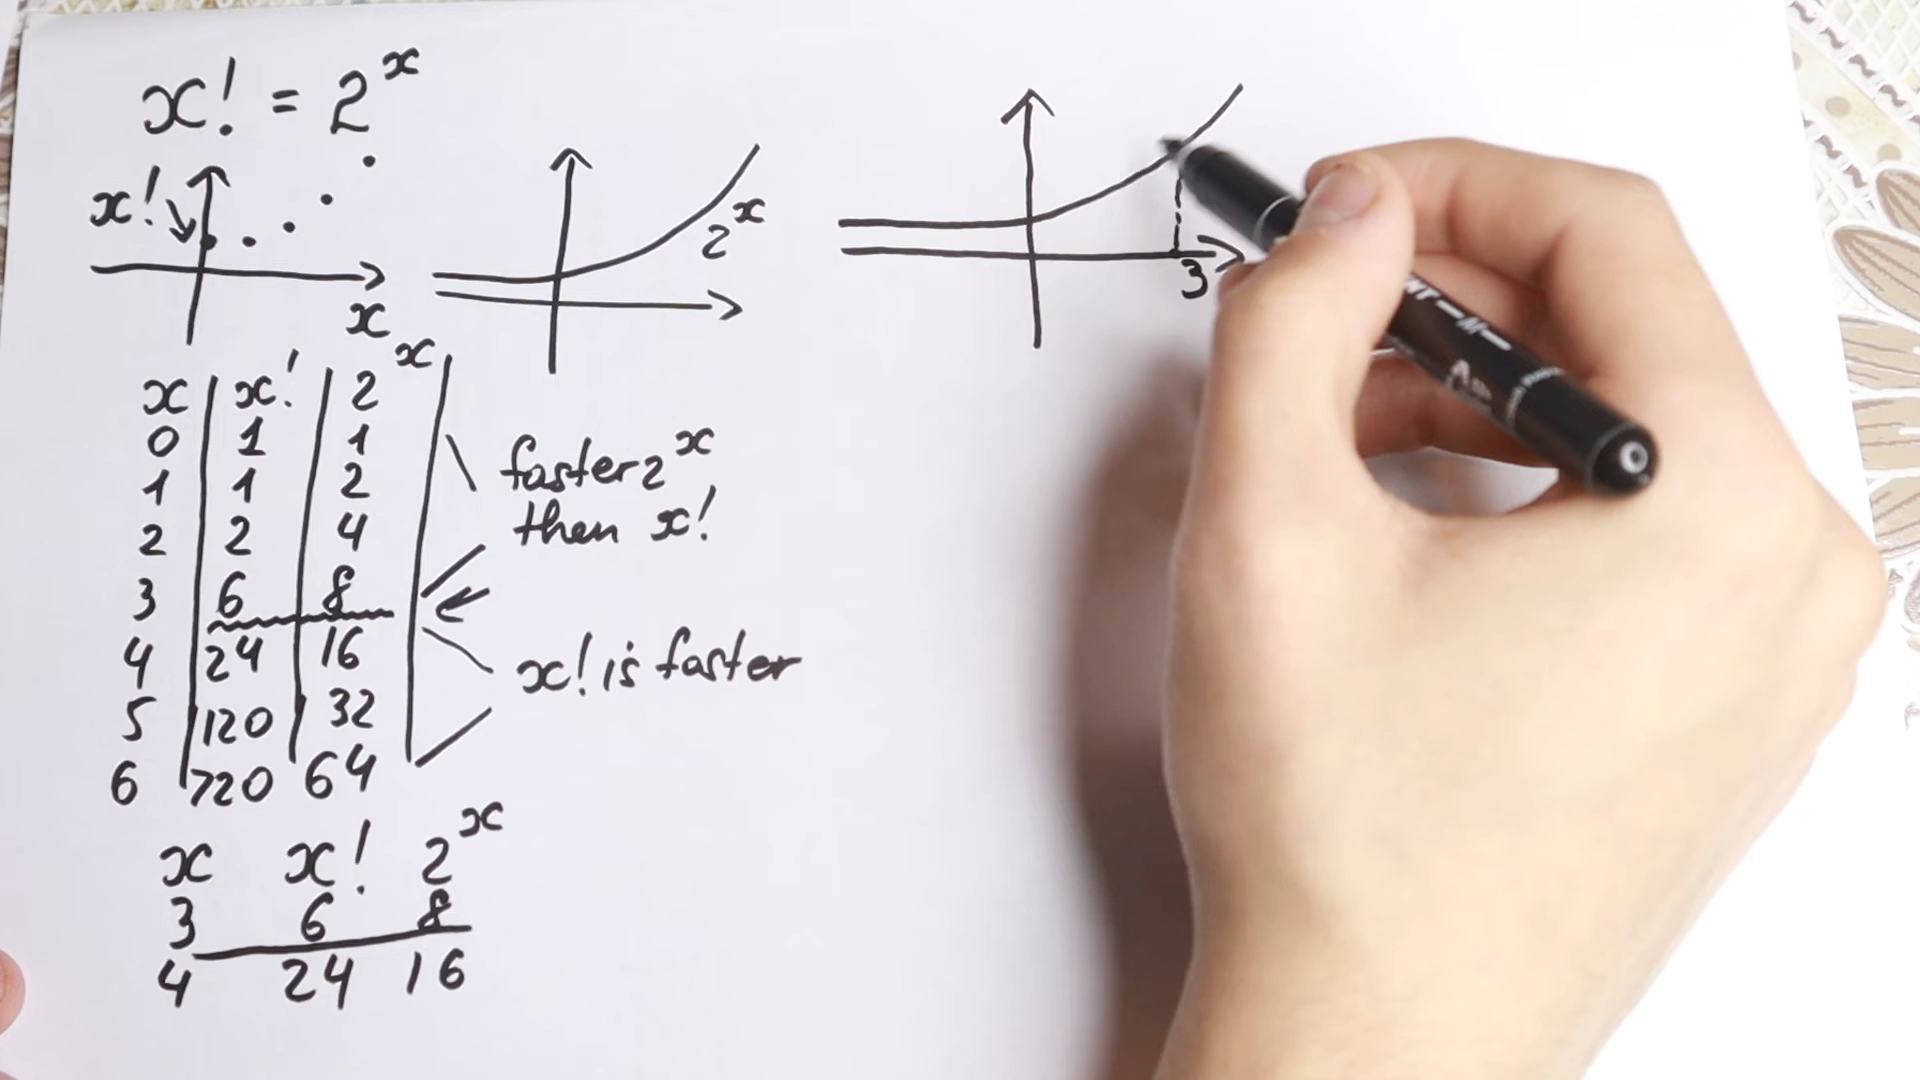 x! = 2^x
x!
x
2^x
3
x x! 2^x
0 1 1
1 1 2
2 2 4
3 6 8
4 24 16
5 120 32
6 720 64
faster 2^x
then x!
x! is faster
x x! 2^x
3 6 8
4 24 16